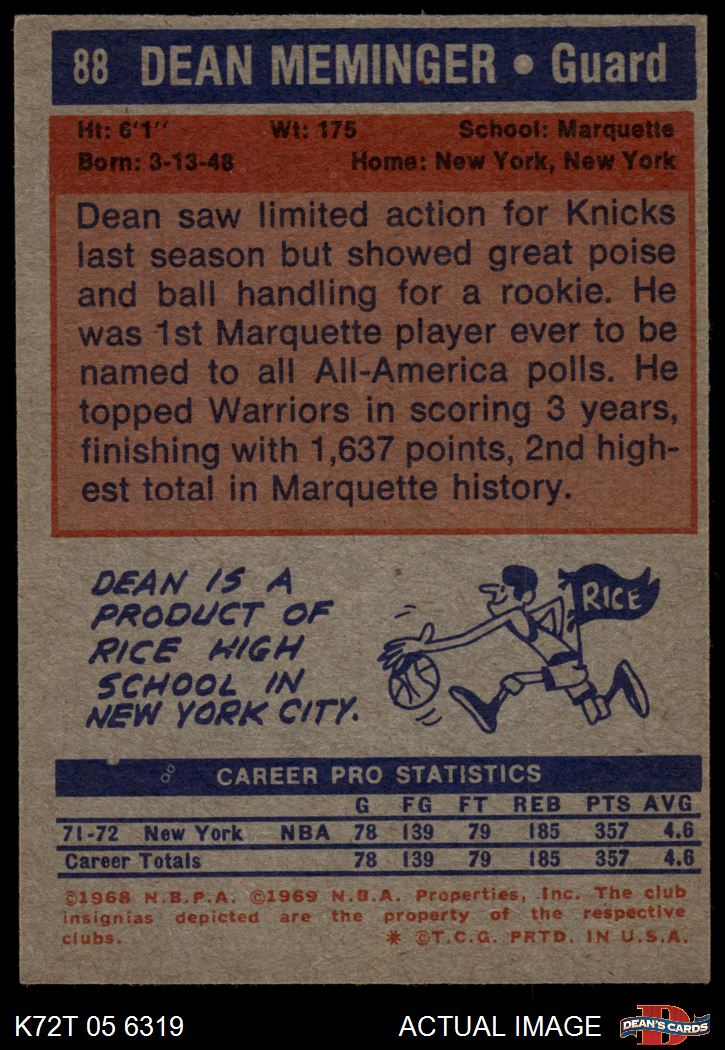 88 DEAN MEMINGER • Guard
Ht: 6'1" Wt: 175 School: Marquette
Born: 3-13-48 Home: New York, New York
Dean saw limited action for Knicks
last season but showed great poise
and ball handling for a rookie. He
was 1st Marquette player ever to be
named to all All-America polls. He
topped Warriors in scoring 3 years,
finishing with 1,637 points, 2nd high-
est total in Marquette history.
DEAN IS A
PRODUCT OF
RICE HIGH
SCHOOL IN
NEW YORK CITY.
RICE
CAREER PRO STATISTICS
G FG FT REB PTS AVG
71-72 New York NBA 78 139 79 185 357 4.6
Career Totals 78 139 79 185 357 4.6
©1968 N.B.P.A. ©1969 N.B.A. Properties, Inc. The club
insignias depicted are the property of the respective
clubs. * ©T.C.G. PRTD. IN U.S.A.
K72T 05 6319 ACTUAL IMAGE D DEAN'S CARDS